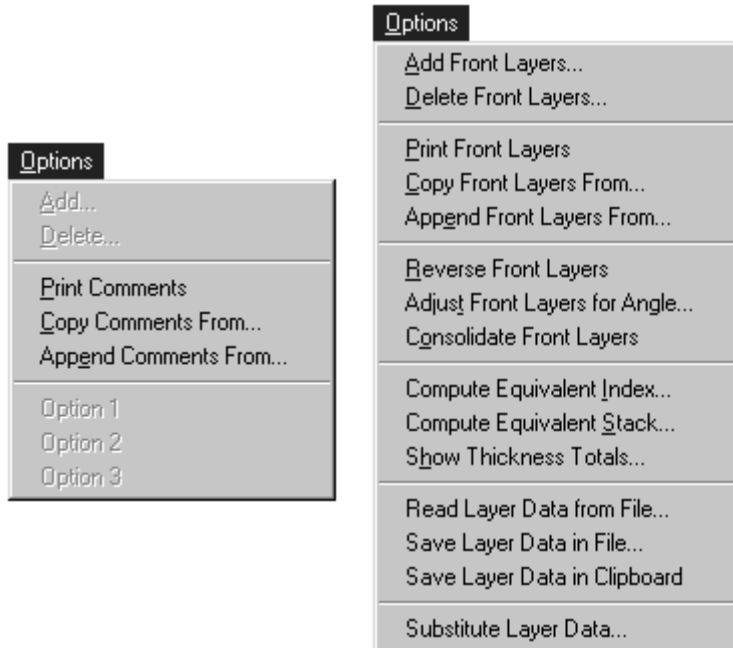 Options
Add...
Delete...
Print Comments
Copy Comments From...
Append Comments From...
Option 1
Option 2
Option 3
Options
Add Front Layers...
Delete Front Layers...
Print Front Layers
Copy Front Layers From...
Append Front Layers From...
Reverse Front Layers
Adjust Front Layers for Angle...
Consolidate Front Layers
Compute Equivalent Index...
Compute Equivalent Stack...
Show Thickness Totals...
Read Layer Data from File...
Save Layer Data in File...
Save Layer Data in Clipboard
Substitute Layer Data...